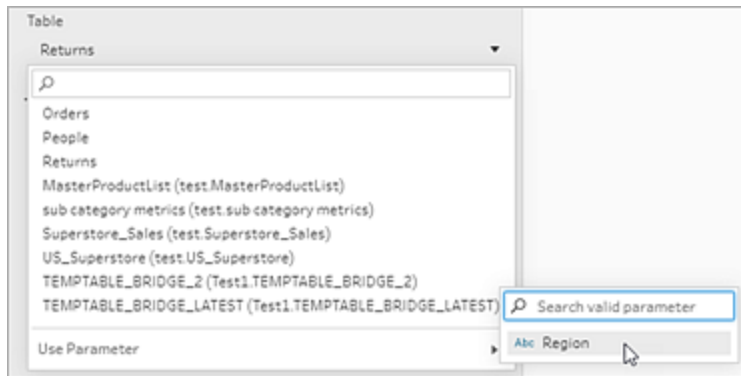 Table
Returns
Orders
People
Returns
MasterProductList (test.MasterProductList)
sub category metrics (test.sub category metrics)
Superstore_Sales (test.Superstore_Sales)
US_Superstore (test.US_Superstore)
TEMPTABLE_BRIDGE_2 (Test1.TEMPTABLE_BRIDGE_2)
TEMPTABLE_BRIDGE_LATEST (Test1.TEMPTABLE_BRIDGE_LATEST)
Search valid parameter
Use Parameter
Abc Region